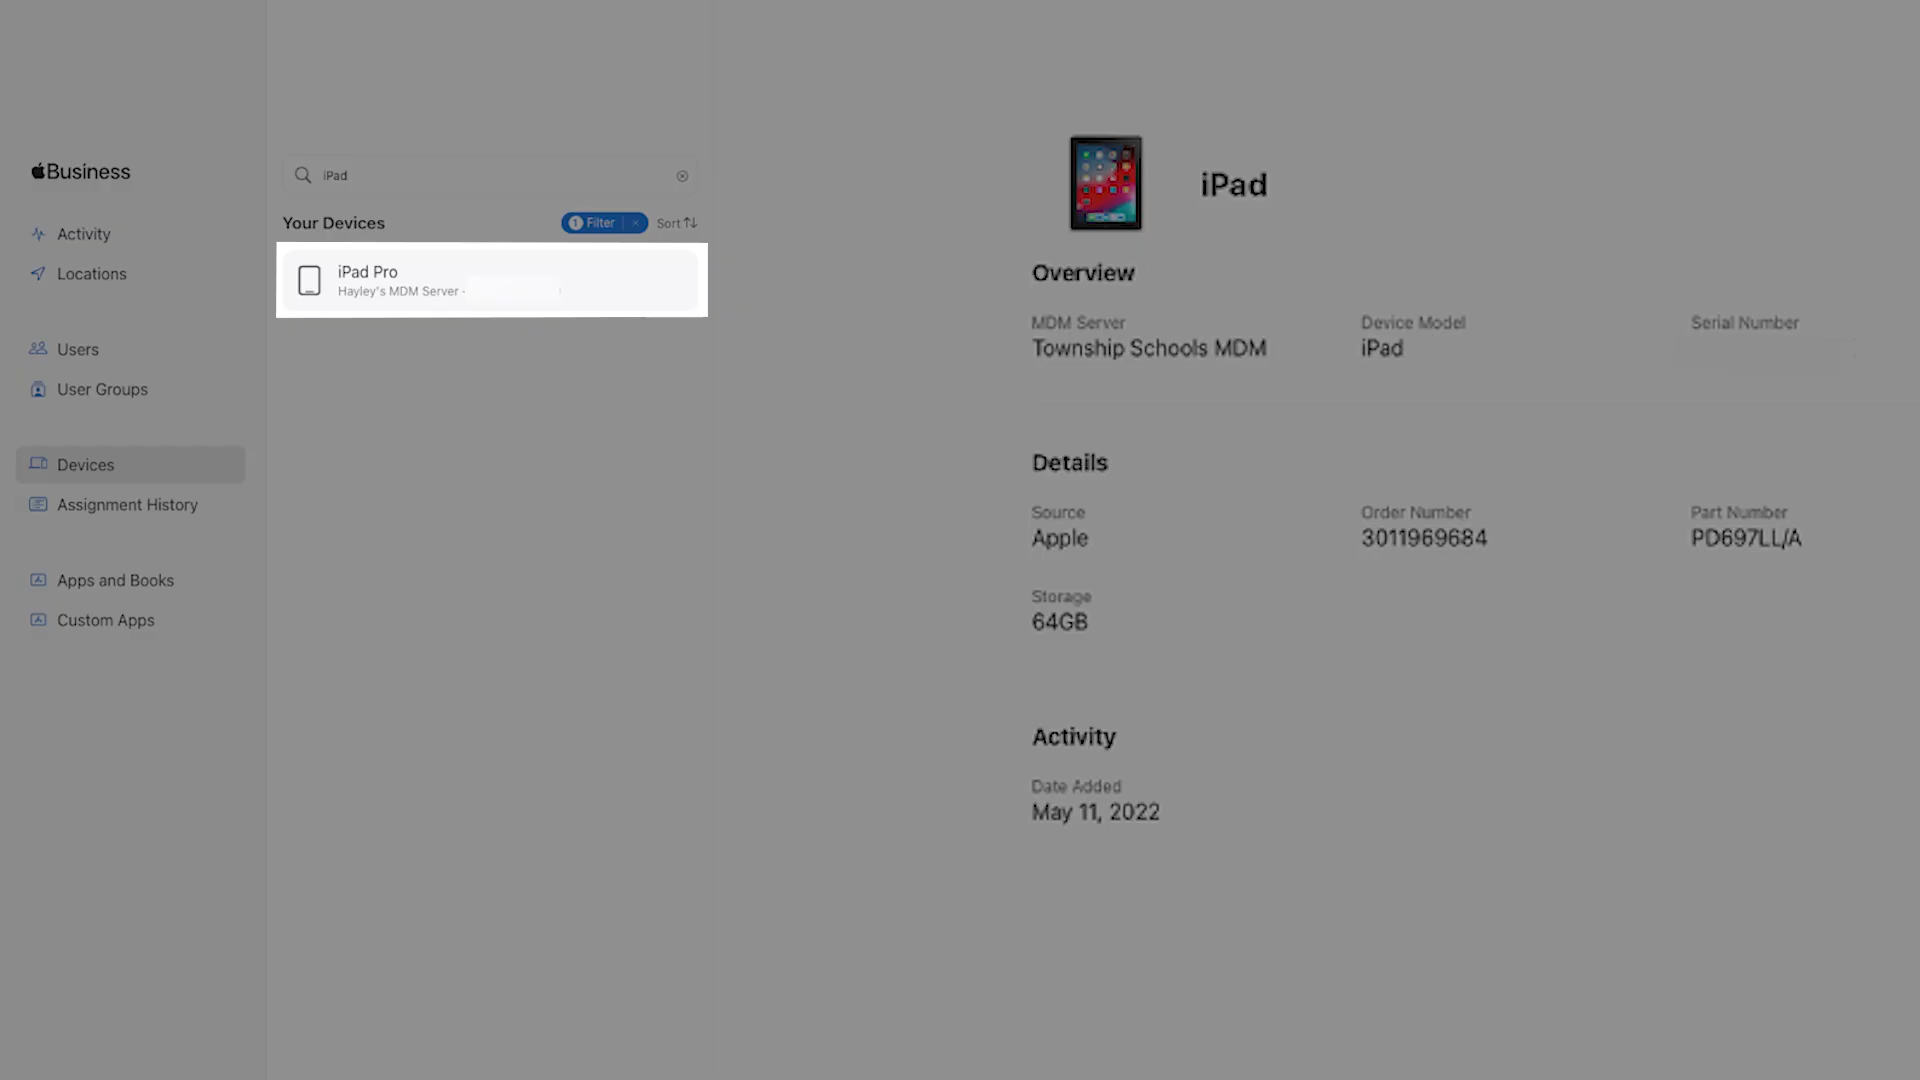 Business
Activity
Locations
Users
User Groups
Devices
Assignment History
Apps and Books
Custom Apps
iPad
Your Devices
1 Filter ×
Sort
iPad Pro
Hayley's MDM Server -
iPad
Overview
MDM Server
Township Schools MDM
Device Model
iPad
Serial Number
Details
Source
Apple
Order Number
3011969684
Part Number
PD697LL/A
Storage
64GB
Activity
Date Added
May 11, 2022